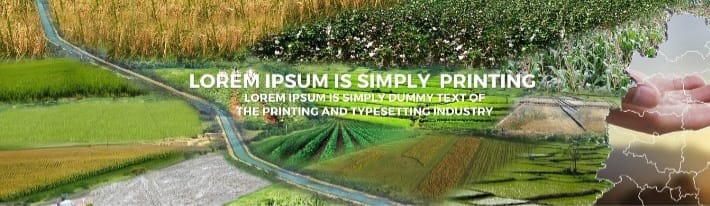 LOREM IPSUM IS SIMPLY PRINTING
LOREM IPSUM IS SIMPLY DUMMY TEXT OF
THE PRINTING AND TYPESETTING INDUSTRY